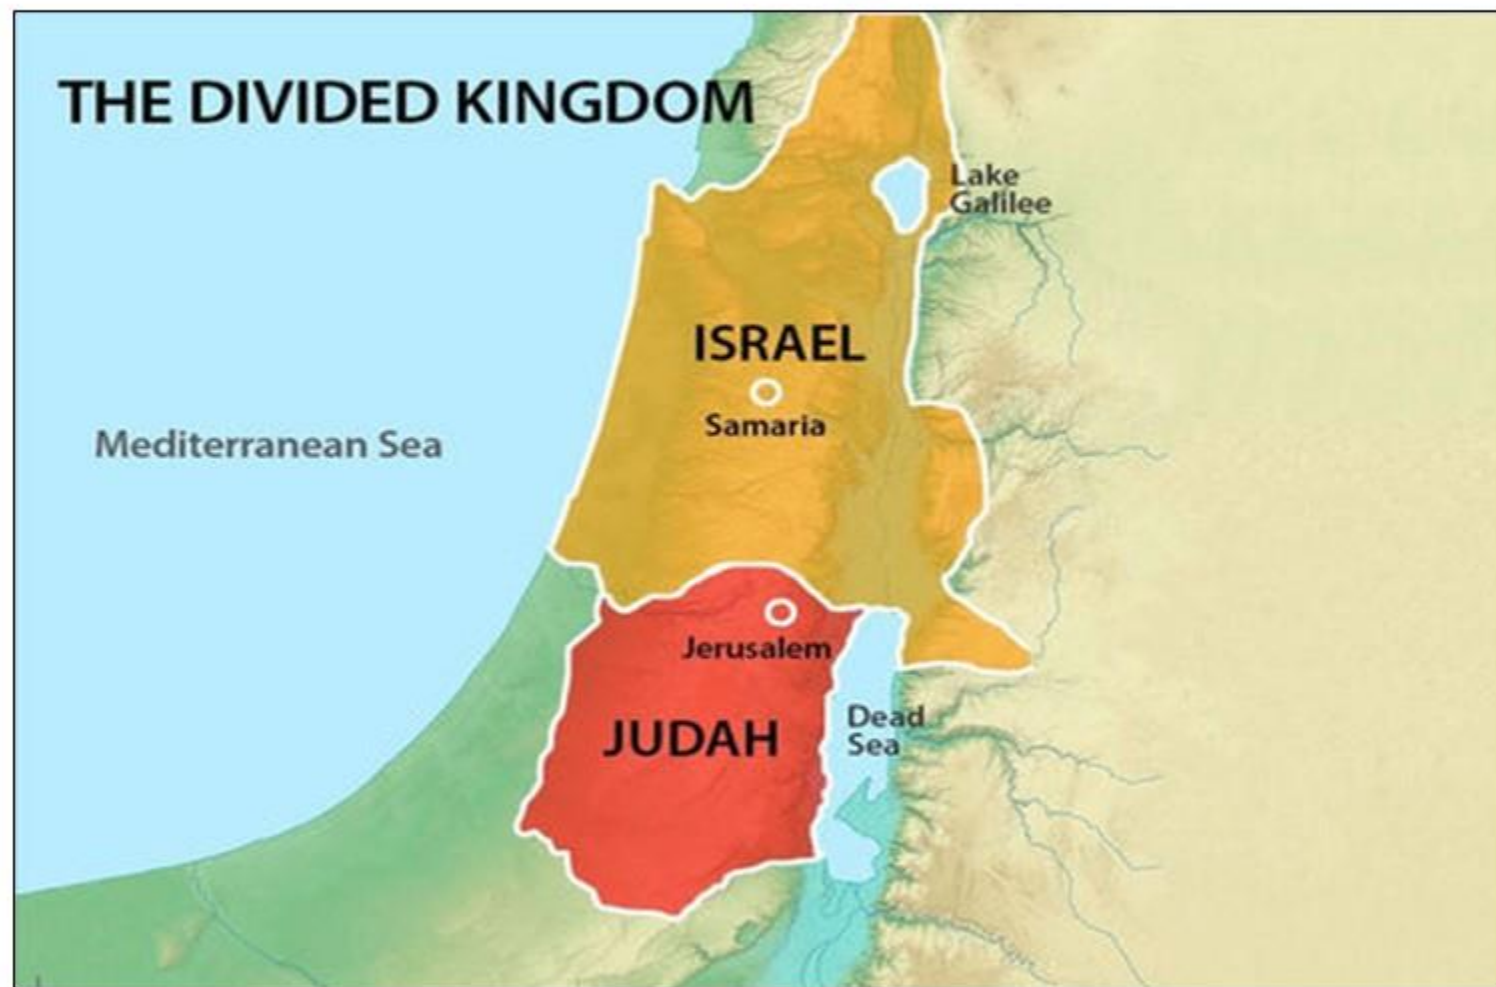 THE DIVIDED KINGDOM
Lake
Galilee
ISRAEL
Samaria
Mediterranean Sea
Jerusalem
JUDAH
Dead
Sea